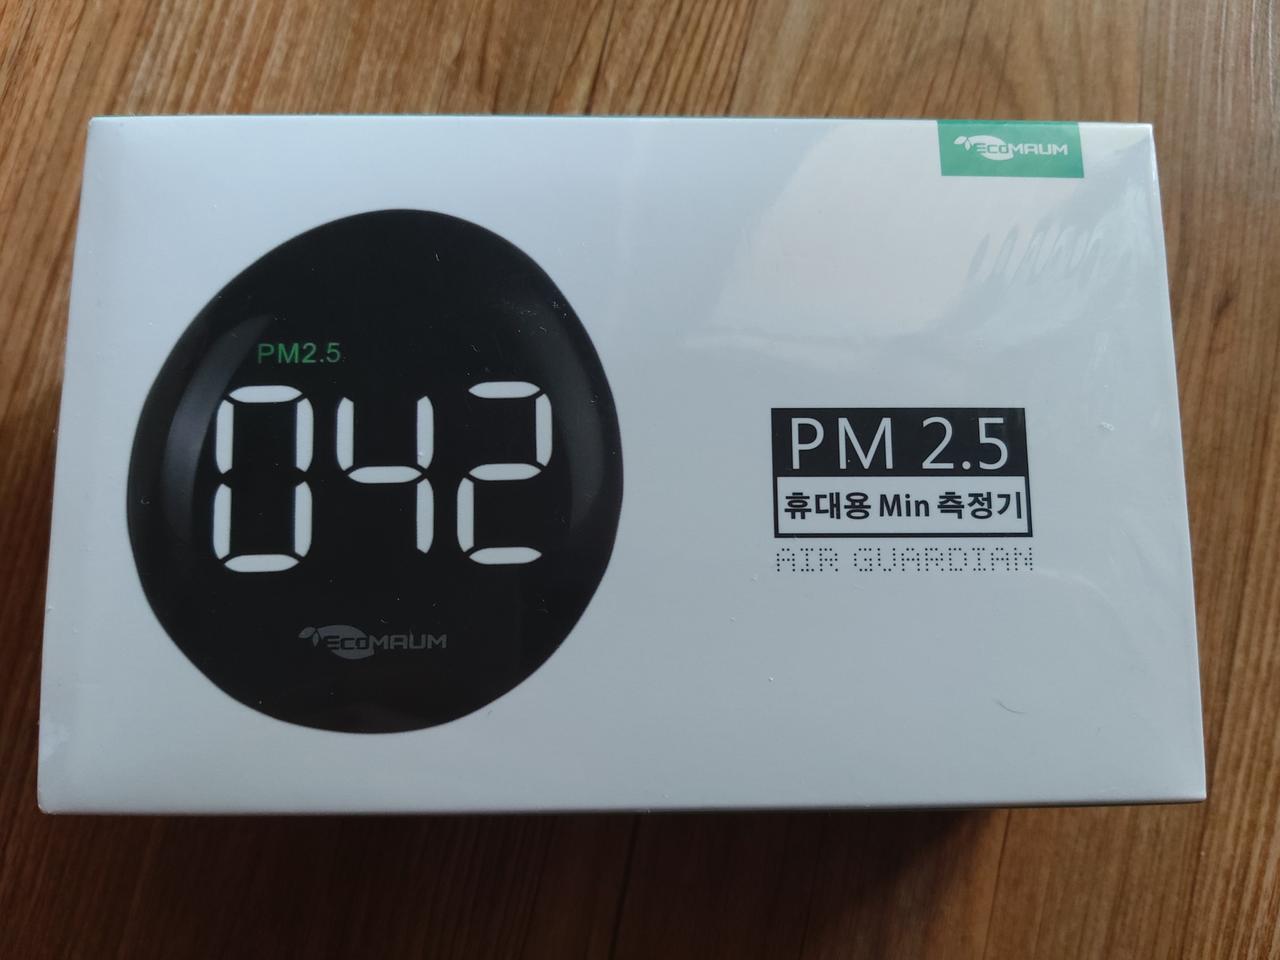 ECOMAUM
PM2.5
042
ECOMAUM
PM 2.5
휴대용 Min 측정기
AIR GUARDIAN